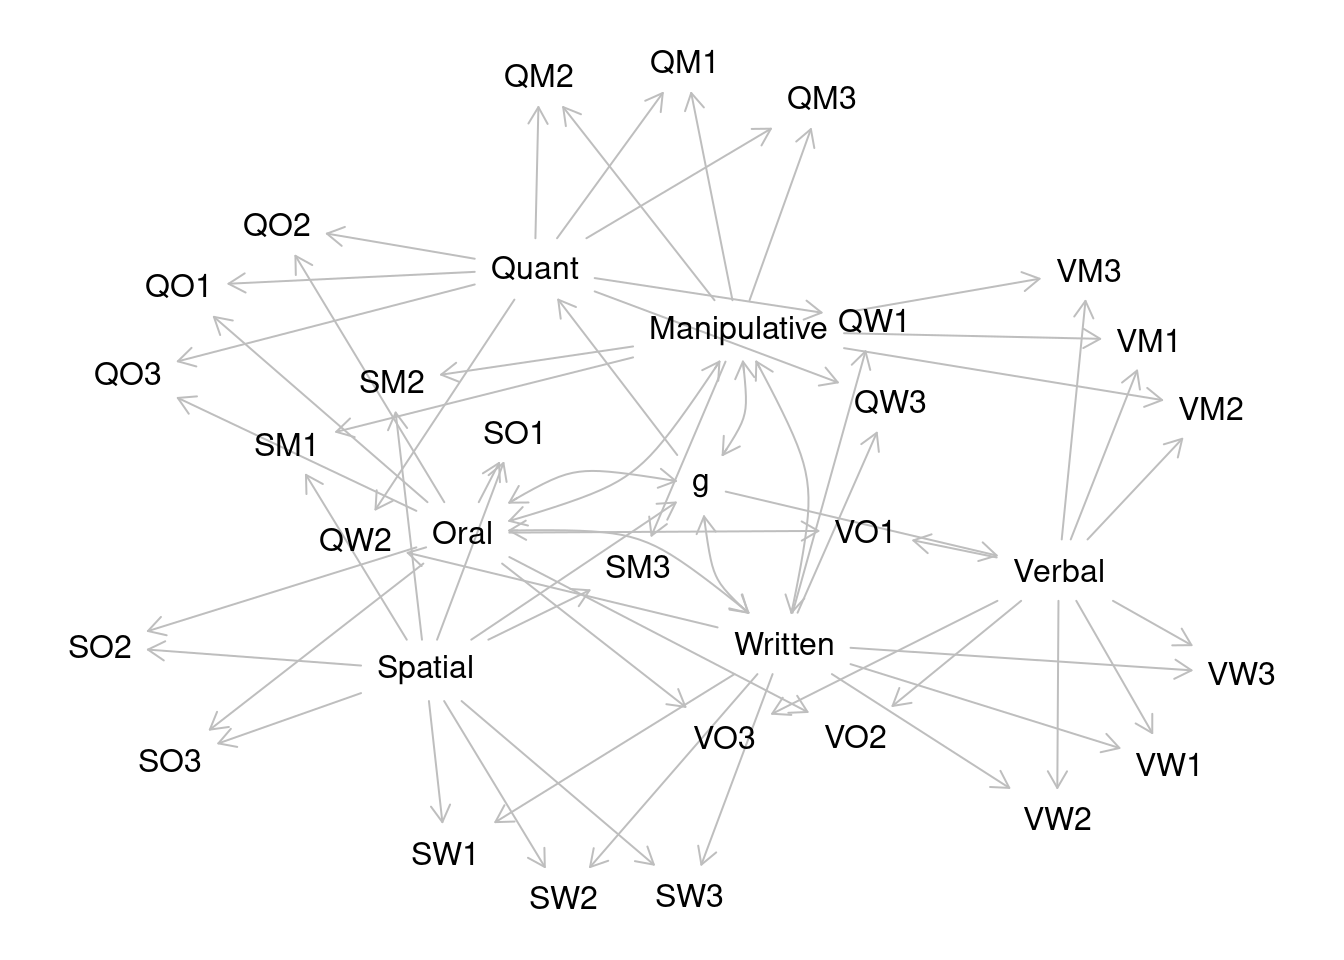 QM1
QM2
QM3
QO2
Quant
VM3
QO1
QW1
Manipulative
VM1
QO3
SM2
QW3
VM2
SO1
SM1
g
VO1
Oral
QW2
SM3
Verbal
Written
SO2
Spatial
VW3
VO3
VO2
SO3
VW1
VW2
SW1
SW3
SW2